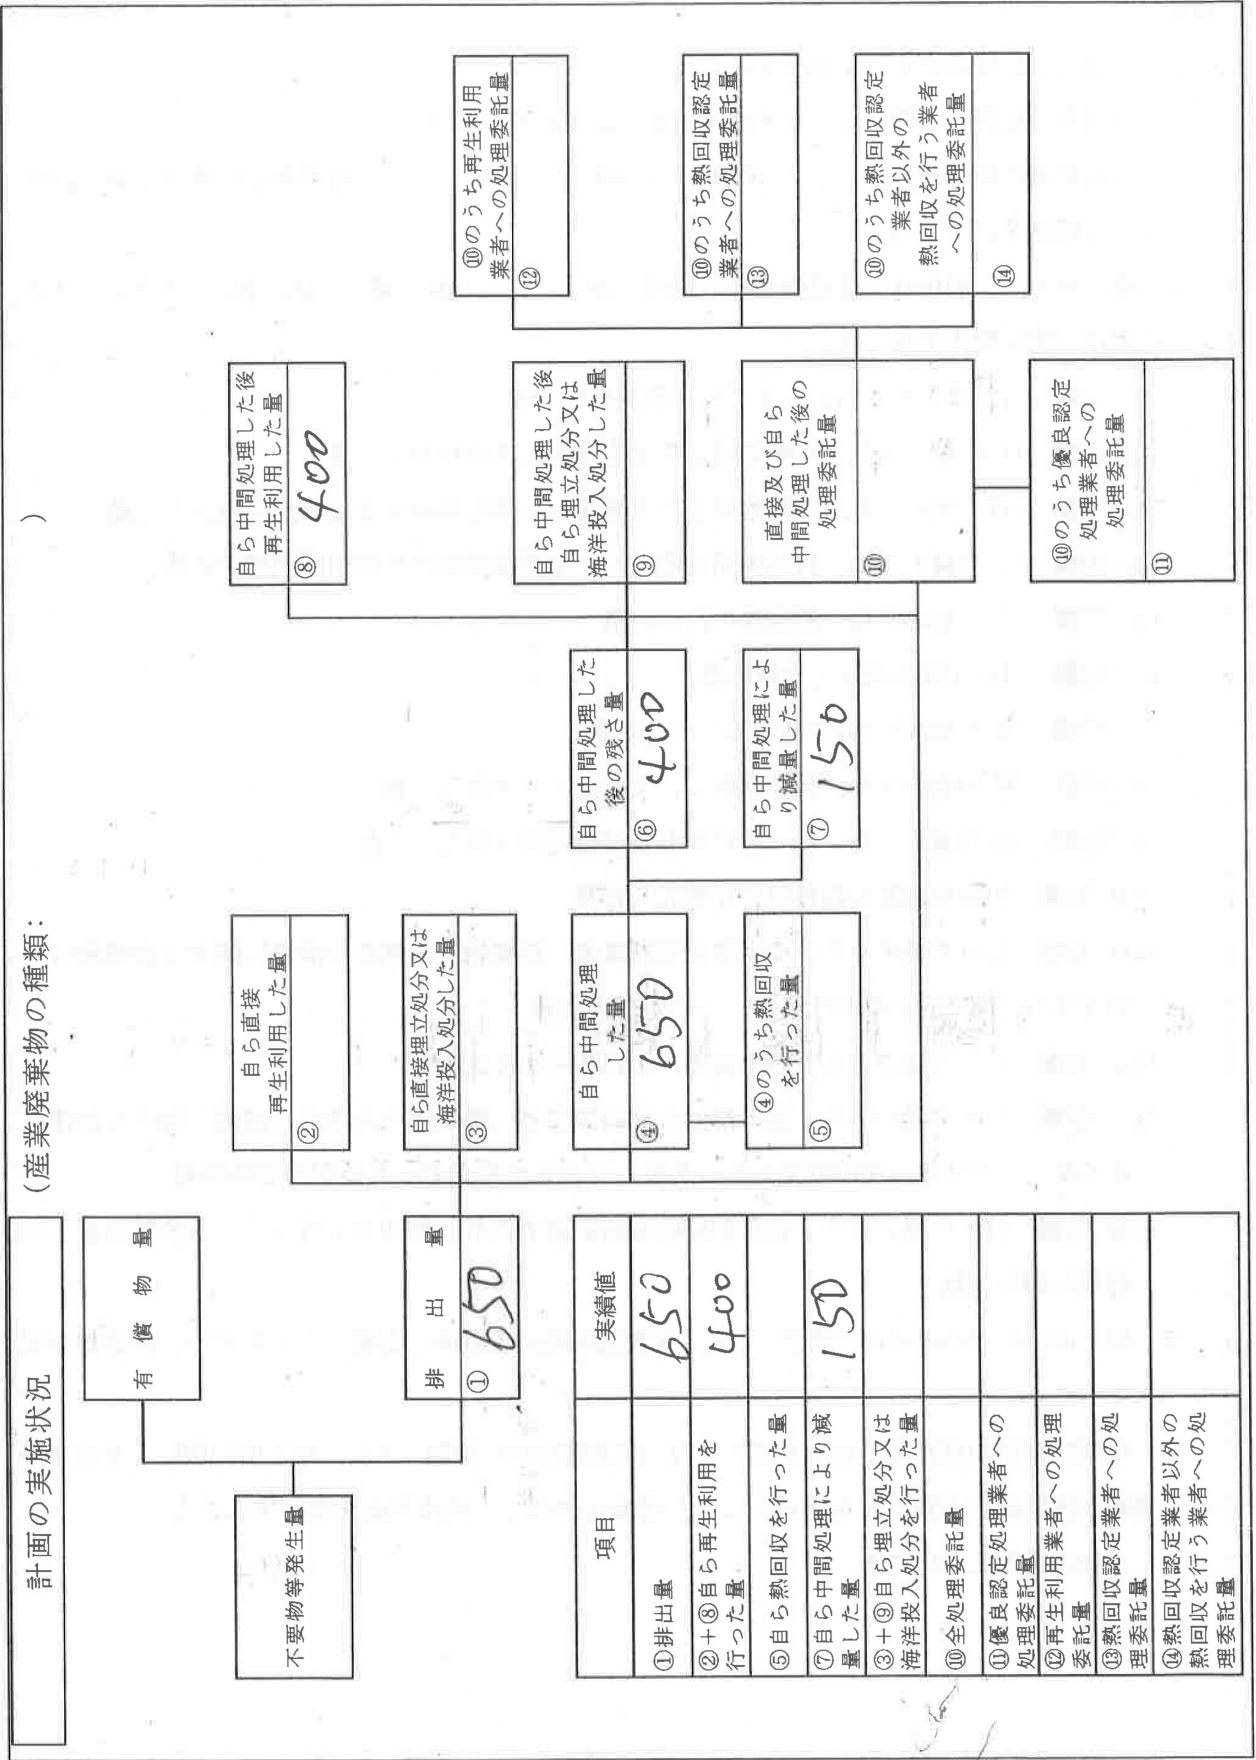 計画の実施状況
（産業廃棄物の種類：　）
有償物量
不要物等発生量
排出量
① 650
自ら直接
再生利用した量
②
自ら直接埋立処分又は
海洋投入処分した量
③
自ら中間処理
した量
④ 650
④のうち熱回収
を行った量
⑤
自ら中間処理した
後の残さ量
⑥ 400
自ら中間処理によ
り減量した量
⑦ 150
自ら中間処理した後
再生利用した量
⑧ 400
自ら中間処理した後
自ら埋立処分又は
海洋投入処分した量
⑨
直接及び自ら
中間処理した後の
処理委託量
⑩
⑩のうち優良認定
処理業者への
処理委託量
⑪
⑩のうち再生利用
業者への処理委託量
⑫
⑩のうち熱回収認定
業者への処理委託量
⑬
⑩のうち熱回収認定
業者以外の
熱回収を行う業者
への処理委託量
⑭
項目 実績値
①排出量 650
②＋⑧自ら再生利用を
行った量 400
⑤自ら熱回収を行った量
⑦自ら中間処理により減
量した量 150
③＋⑨自ら埋立処分又は
海洋投入処分を行った量
⑩全処理委託量
⑪優良認定処理業者への
処理委託量
⑫再生利用業者への処理
委託量
⑬熱回収認定業者への処
理委託量
⑭熱回収認定業者以外の
熱回収を行う業者への処
理委託量